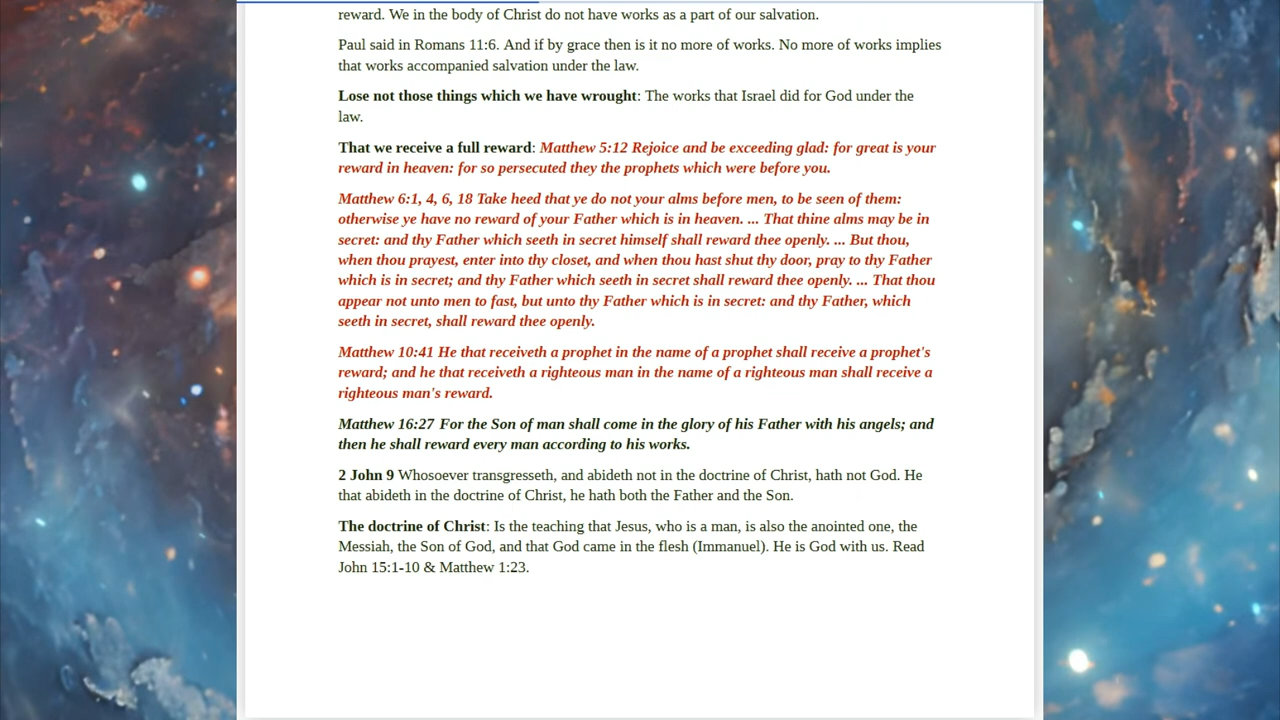 reward. We in the body of Christ do not have works as a part of our salvation.
Paul said in Romans 11:6. And if by grace then is it no more of works. No more of works implies
that works accompanied salvation under the law.
Lose not those things which we have wrought: The works that Israel did for God under the
law.
That we receive a full reward: Matthew 5:12 Rejoice and be exceeding glad: for great is your
reward in heaven: for so persecuted they the prophets which were before you.
Matthew 6:1, 4, 6, 18 Take heed that ye do not your alms before men, to be seen of them:
otherwise ye have no reward of your Father which is in heaven. ... That thine alms may be in
secret: and thy Father which seeth in secret himself shall reward thee openly. ... But thou,
when thou prayest, enter into thy closet, and when thou hast shut thy door, pray to thy Father
which is in secret; and thy Father which seeth in secret shall reward thee openly. ... That thou
appear not unto men to fast, but unto thy Father which is in secret: and thy Father, which
seeth in secret, shall reward thee openly.
Matthew 10:41 He that receiveth a prophet in the name of a prophet shall receive a prophet's
reward; and he that receiveth a righteous man in the name of a righteous man shall receive a
righteous man's reward.
Matthew 16:27 For the Son of man shall come in the glory of his Father with his angels; and
then he shall reward every man according to his works.
2 John 9 Whosoever transgresseth, and abideth not in the doctrine of Christ, hath not God. He
that abideth in the doctrine of Christ, he hath both the Father and the Son.
The doctrine of Christ: Is the teaching that Jesus, who is a man, is also the anointed one, the
Messiah, the Son of God, and that God came in the flesh (Immanuel). He is God with us. Read
John 15:1-10 & Matthew 1:23.